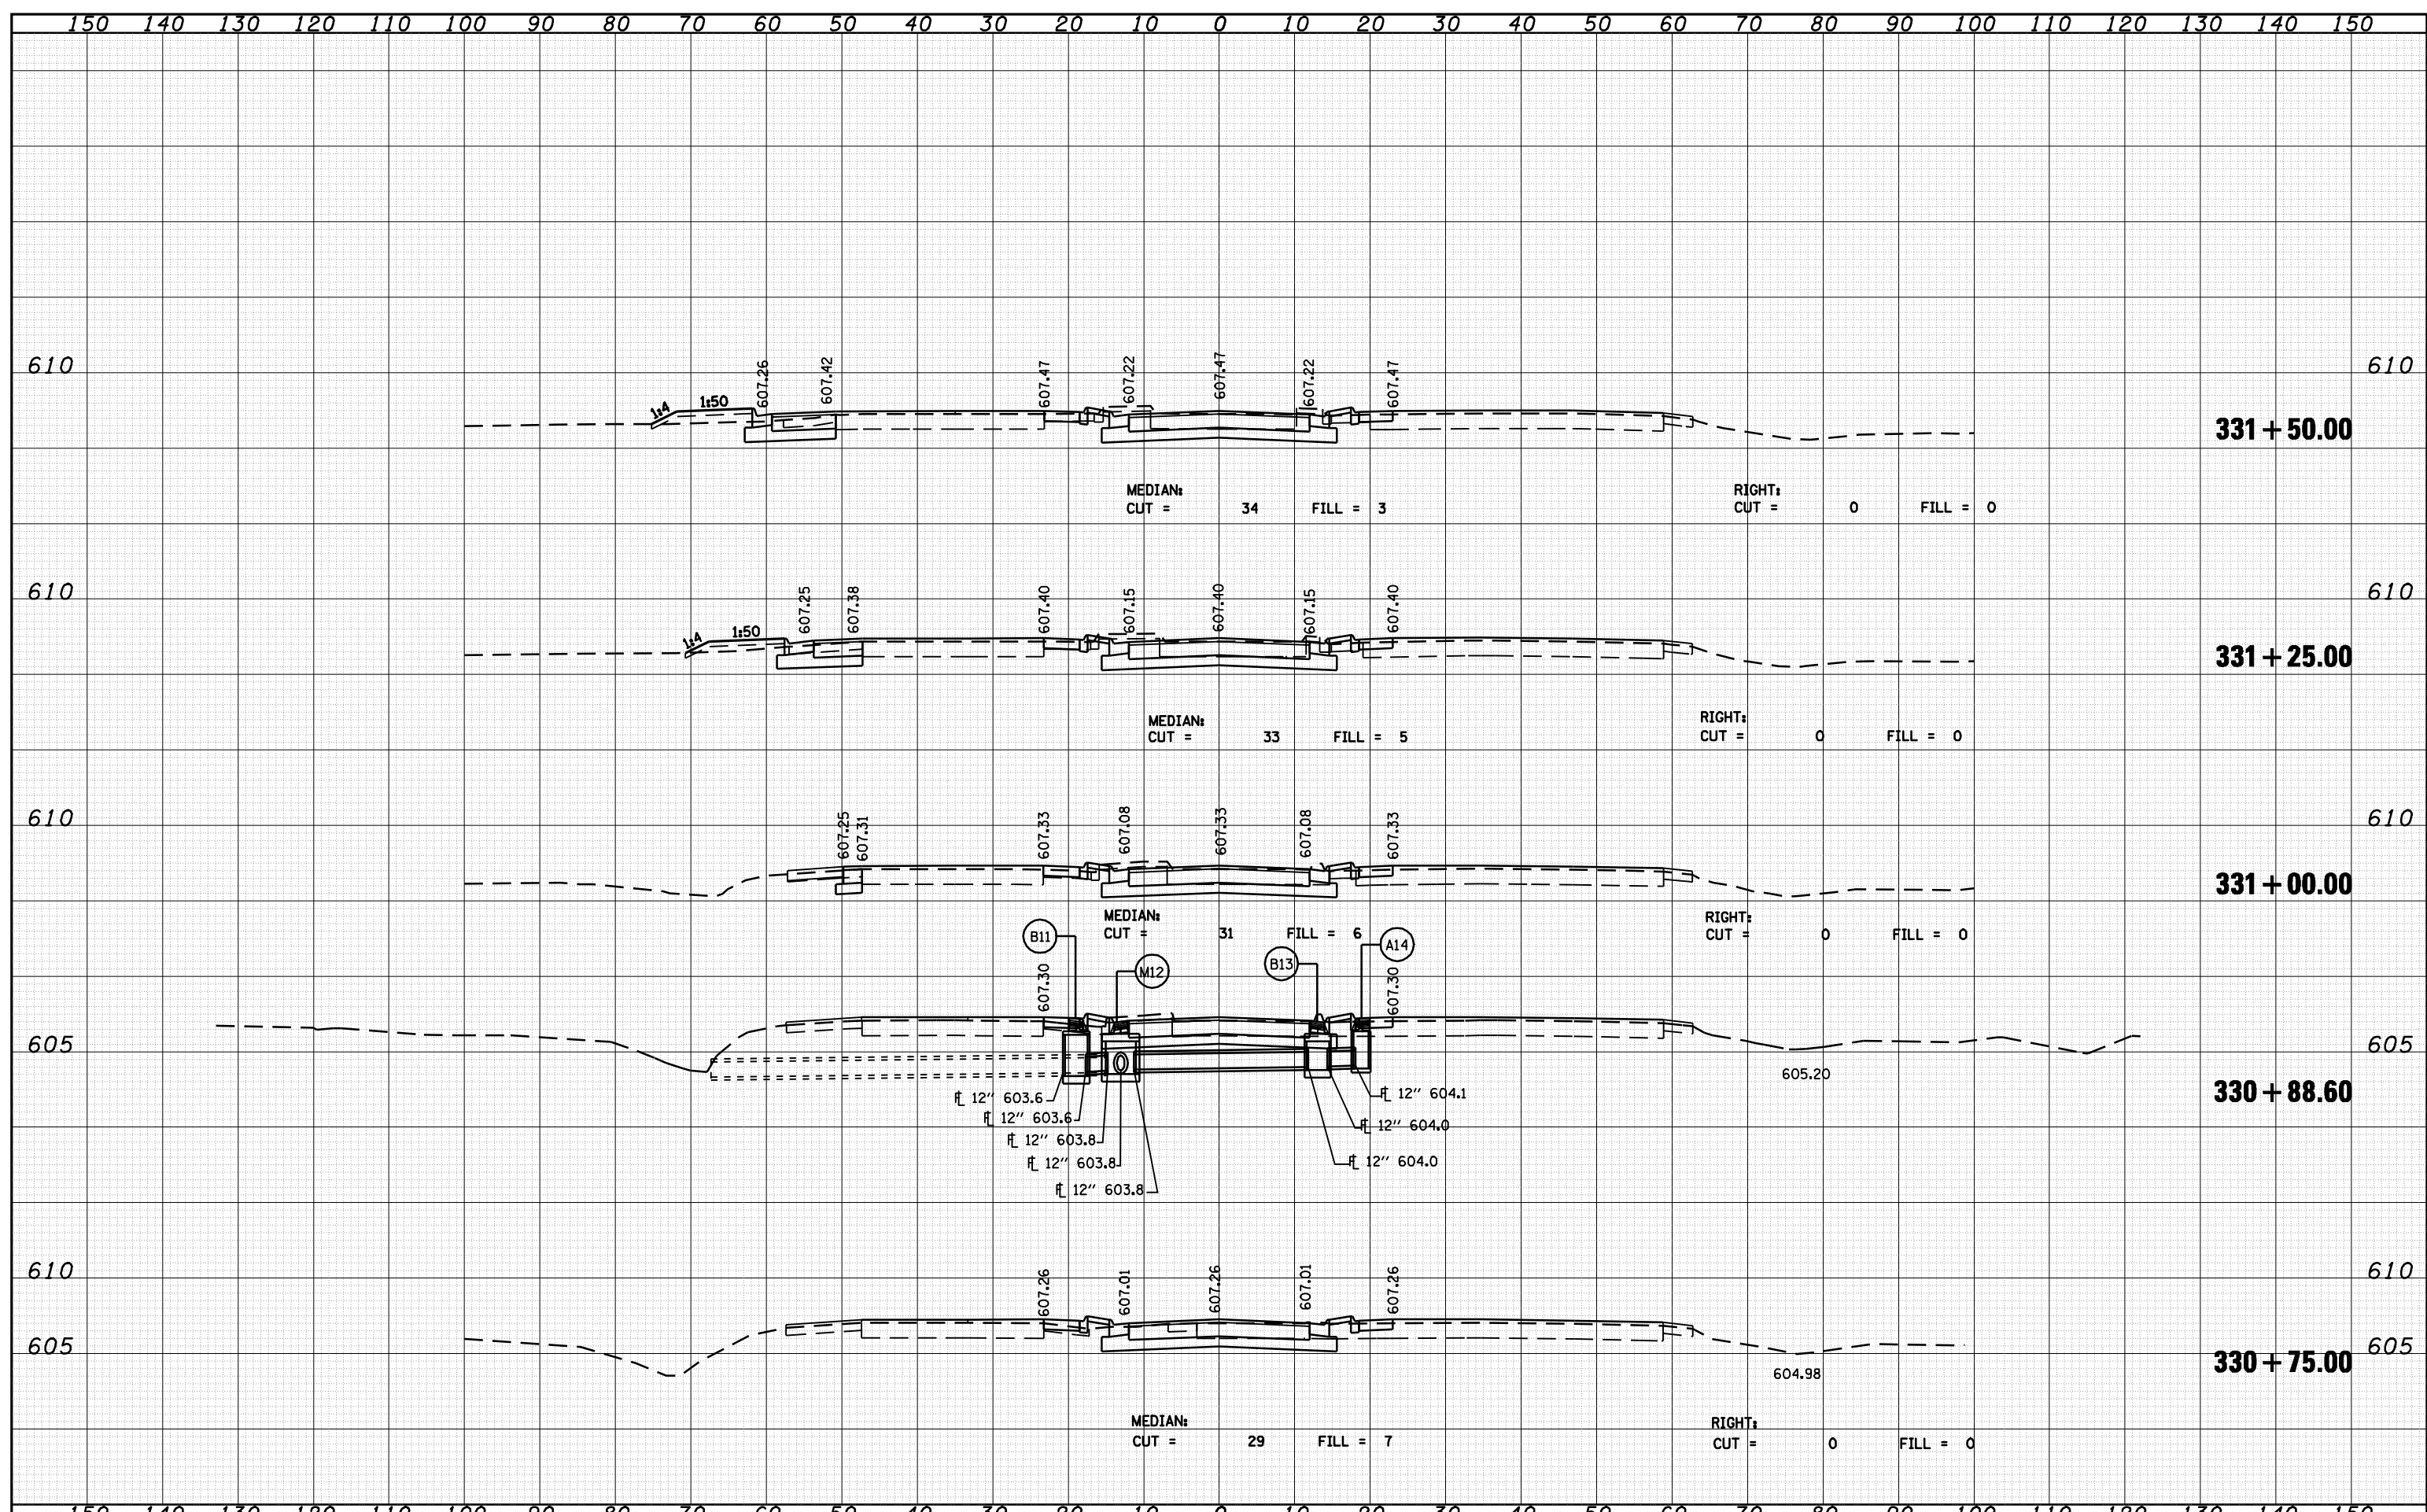 150 140 130 120 110 100 90 80 70 60 50 40 30 20 10 0 10 20 30 40 50 60 70 80 90 100 110 120 130 140 150
607.26 607.42 607.47 607.22 607.47 607.22 607.47
610 610
1:4 1:50
331+50.00
MEDIAN: RIGHT:
CUT = 34 FILL = 3 CUT = 0 FILL = 0
607.25 607.38 607.40 607.15 607.40 607.15 607.40
610 610
1:4 1:50
331+25.00
MEDIAN: RIGHT:
CUT = 33 FILL = 5 CUT = 0 FILL = 0
607.25 607.31 607.33 607.08 607.33 607.08 607.33
610 610
331+00.00
MEDIAN: RIGHT:
CUT = 31 FILL = 6 CUT = 0 FILL = 0
B11 M12 B13 A14
607.30 607.30
605 605
605.20
330+88.60
FL 12" 603.6 FL 12" 604.1
FL 12" 603.6 FL 12" 604.0
FL 12" 603.8
FL 12" 603.8 FL 12" 604.0
FL 12" 603.8
607.26 607.01 607.26 607.01 607.26
610 610
605 605
604.98
330+75.00
MEDIAN: RIGHT:
CUT = 29 FILL = 7 CUT = 0 FILL = 0
150 140 130 120 110 100 90 80 70 60 50 40 30 20 10 0 10 20 30 40 50 60 70 80 90 100 110 120 130 140 150